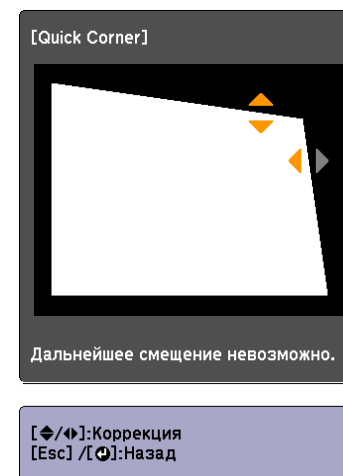 [Quick Corner]
Дальнейшее смещение невозможно.
[◆/◆]:Коррекция
[Esc] /[↵]:Назад